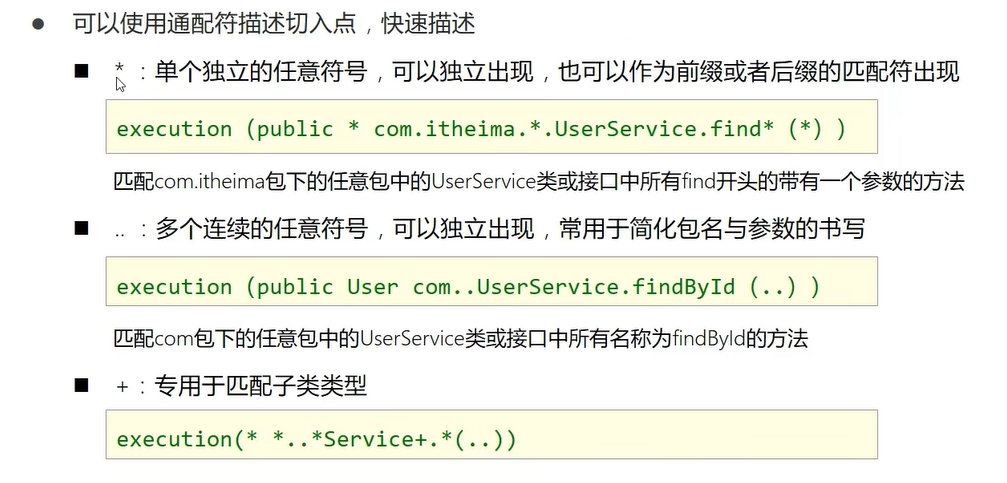 可以使用通配符描述切入点，快速描述
* ：单个独立的任意符号，可以独立出现，也可以作为前缀或者后缀的匹配符出现
execution（public * com.itheima.*.UserService.find*（*））
匹配com.itheima包下的任意包中的UserService类或接口中所有find开头的带有一个参数的方法
.. ：多个连续的任意符号，可以独立出现，常用于简化包名与参数的书写
execution（public User com..UserService.findById（..））
匹配com包下的任意包中的UserService类或接口中所有名称为findById的方法
+ ：专用于匹配子类类型
execution(* *..*Service+.*(..))